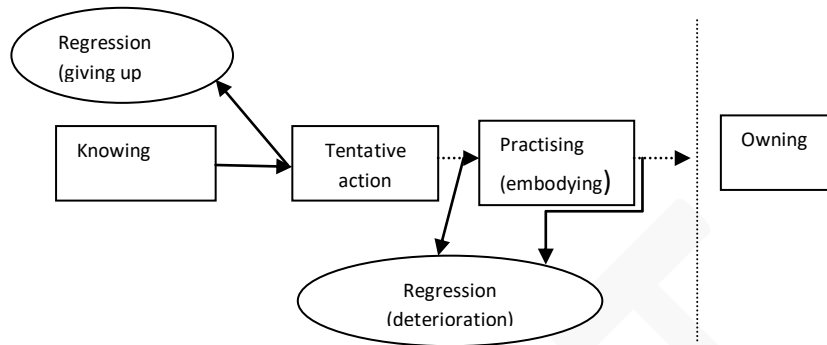 Regression
(giving up
Knowing
Tentative
action
Practising
(embodying)
Owning
Regression
(deterioration)